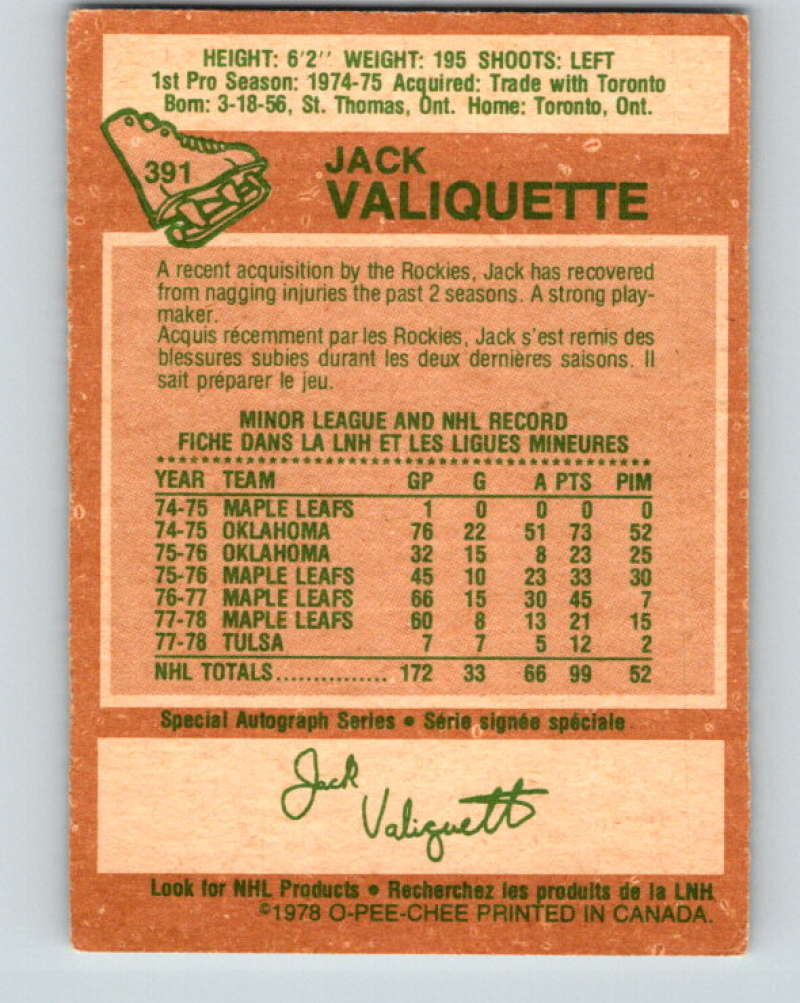 HEIGHT: 6'2'' WEIGHT: 195 SHOOTS: LEFT
1st Pro Season: 1974-75 Acquired: Trade with Toronto
Born: 3-18-56, St. Thomas, Ont. Home: Toronto, Ont.
391
JACK
VALIQUETTE
A recent acquisition by the Rockies, Jack has recovered
from nagging injuries the past 2 seasons. A strong play-
maker.
Acquis récemment par les Rockies, Jack s'est remis des
blessures subies durant les deux dernières saisons. Il
sait préparer le jeu.
MINOR LEAGUE AND NHL RECORD
FICHE DANS LA LNH ET LES LIGUES MINEURES
YEAR TEAM GP G A PTS PIM
74-75 MAPLE LEAFS 1 0 0 0 0
74-75 OKLAHOMA 76 22 51 73 52
75-76 OKLAHOMA 32 15 8 23 25
75-76 MAPLE LEAFS 45 10 23 33 30
76-77 MAPLE LEAFS 66 15 30 45 7
77-78 MAPLE LEAFS 60 8 13 21 15
77-78 TULSA 7 7 5 12 2
NHL TOTALS............... 172 33 66 99 52
Special Autograph Series • Série signée spéciale
Jack
Valiquette
Look for NHL Products • Recherchez les produits de la LNH
©1978 O-PEE-CHEE PRINTED IN CANADA.